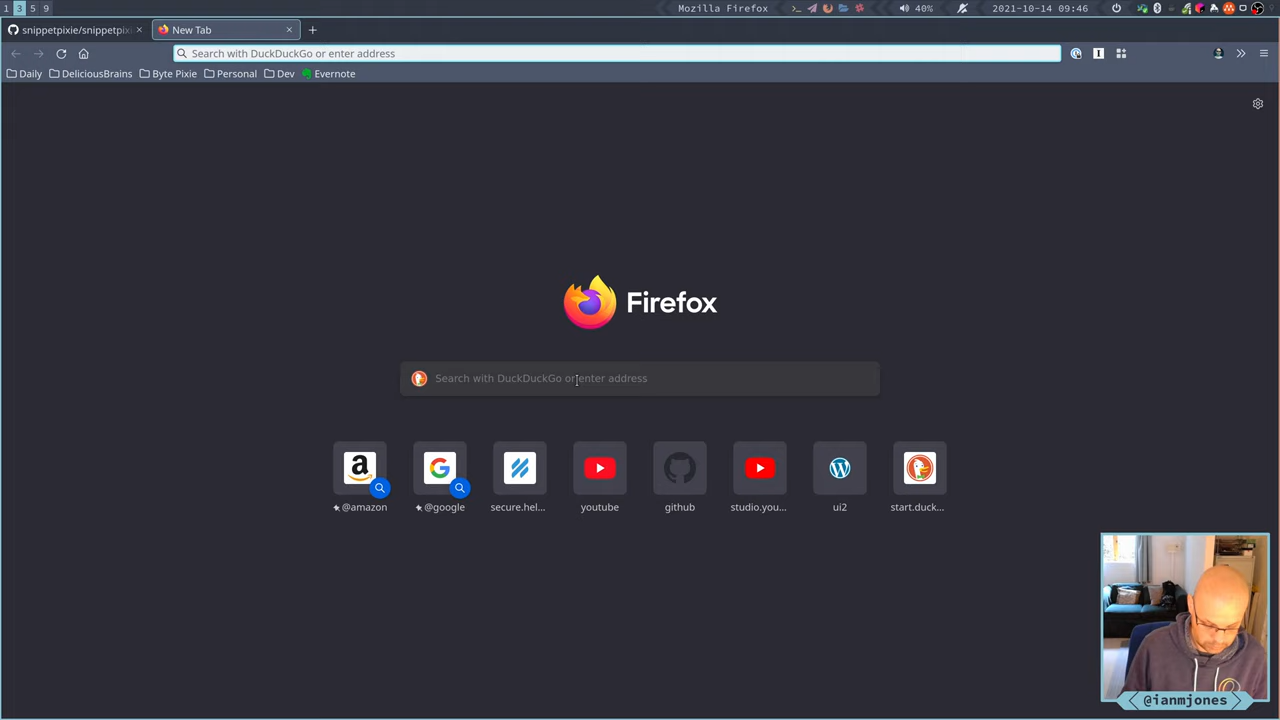 1 3 5 9
Mozilla Firefox
40%
2021-10-14 09:46
snippetpixie/snippetpixi
New Tab
Search with DuckDuckGo or enter address
Daily DeliciousBrains Byte Pixie Personal Dev Evernote
Firefox
Search with DuckDuckGo or enter address
@amazon @google secure.hel... youtube github studio.you... ui2 start.duck...
@ianmjones